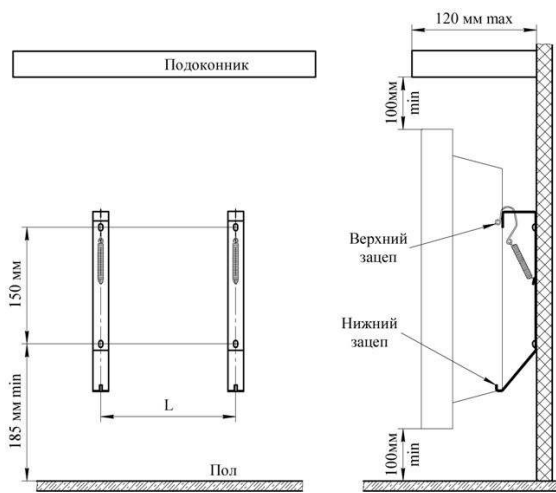 120 мм max
Подоконник
100мм
min
Верхний
зацеп
150 мм
Нижний
зацеп
L
185 мм min
100мм
min
Пол